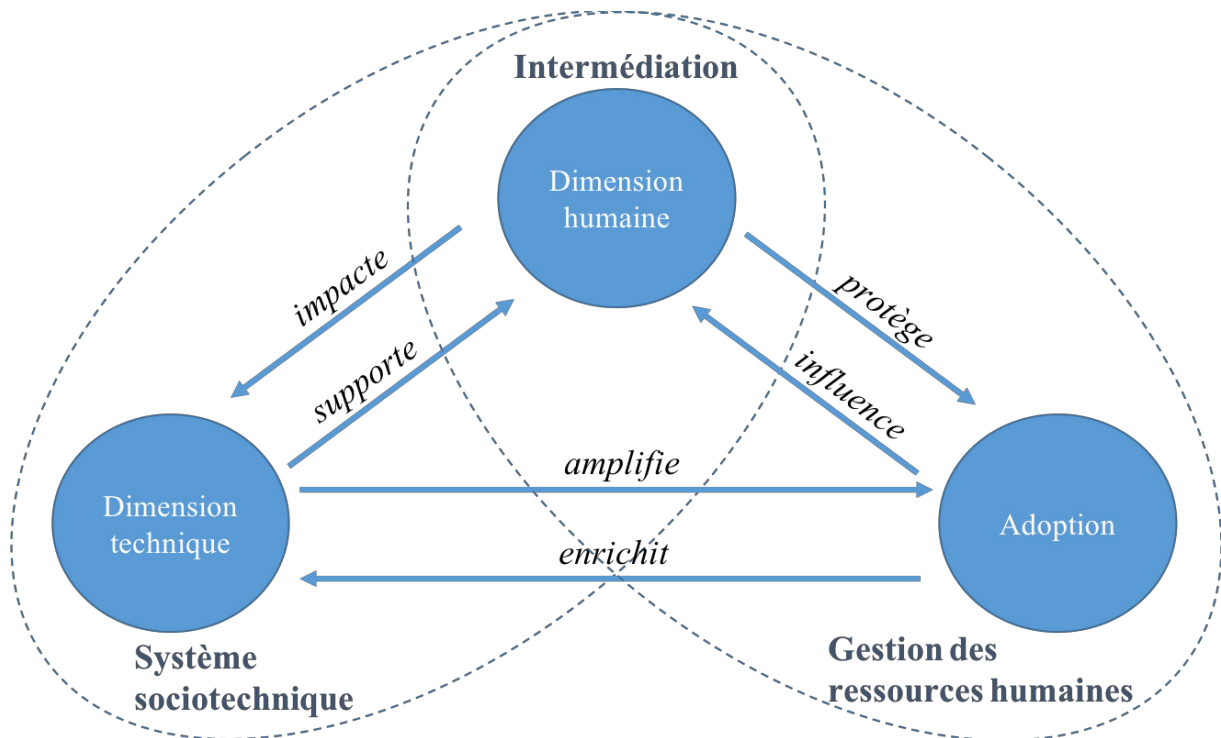 Intermédiation
Dimension
humaine
impacte
protège
supporte
influence
amplifie
Dimension
technique
Adoption
enrichit
Système
sociotechnique
Gestion des
ressources humaines